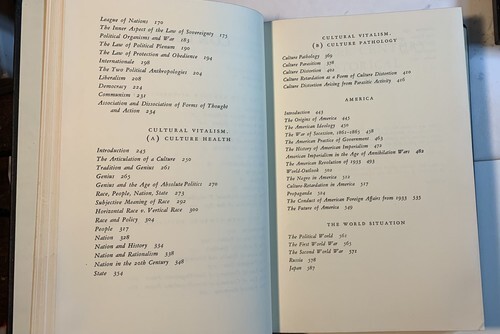 League of Nations 170
The Inner Aspect of the Law of Sovereignty 175
Political Organisms and War 183
The Law of Political Plenum 190
The Law of Protection and Obedience 194
Internationale 198
The Two Political Anthropologies 204
Liberalism 208
Democracy 224
Communism 231
Association and Dissociation of Forms of Thought
and Action 234
CULTURAL VITALISM.
(A) CULTURE HEALTH
Introduction 245
The Articulation of a Culture 250
Tradition and Genius 261
Genius 265
Genius and the Age of Absolute Politics 270
Race, People, Nation, State 273
Subjective Meaning of Race 292
Horizontal Race v. Vertical Race 300
Race and Policy 304
People 317
Nation 328
Nation and History 334
Nation and Rationalism 338
Nation in the 20th Century 348
State 354
CULTURAL VITALISM.
(B) CULTURE PATHOLOGY
Culture Pathology 369
Culture Parasitism 378
Culture Distortion 402
Culture Retardation as a Form of Culture Distortion 410
Culture Distortion Arising from Parasitic Activity 416
AMERICA
Introduction 443
The Origins of America 445
The American Ideology 450
The War of Secession, 1861-1865 458
The American Practice of Government 463
The History of American Imperialism 472
American Imperialism in the Age of Annihilation Wars 482
The American Revolution of 1933 493
World-Outlook 504
The Negro in America 512
Culture-Retardation in America 517
Propaganda 524
The Conduct of American Foreign Affairs from 1933 533
The Future of America 549
THE WORLD SITUATION
The Political World 561
The First World War 565
The Second World War 571
Russia 578
Japan 587